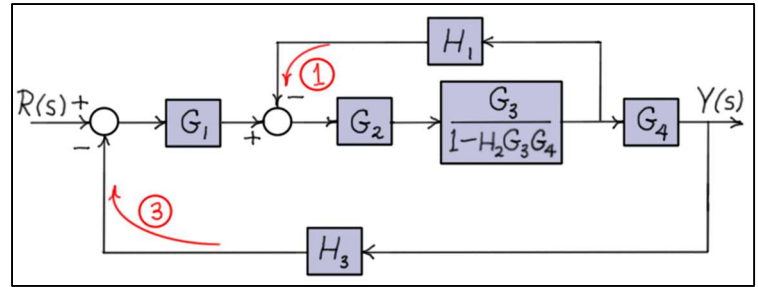 H₁
①
R(s) + G₁ + − G₂ G₃ / 1−H₂G₃G₄ G₄ Y(s)
−
③
H₃